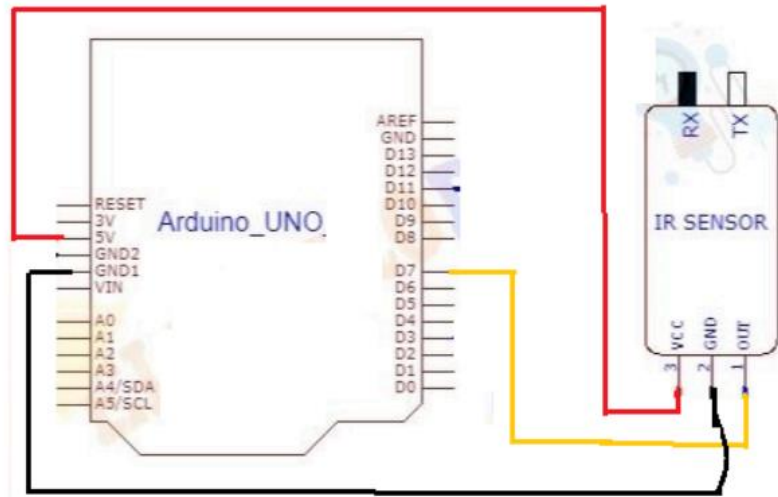 AREF
GND
D13
D12
D11
D10
D9
D8
D7
D6
D5
D4
D3
D2
D1
D0
RESET
3V
5V
GND2
GND1
VIN
A0
A1
A2
A3
A4/SDA
A5/SCL
Arduino_UNO
RX
TX
IR SENSOR
VCC
GND
OUT
3
2
1